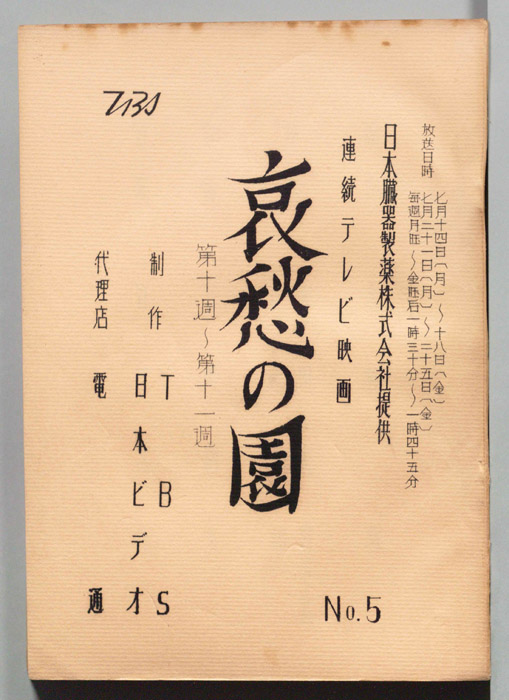 TBS
放送日時
七月十四日〔月〕〜十八日〔金〕
七月二十一日〔月〕〜二十五日〔金〕
毎週月旺〜金旺后一時三十分〜一時四十五分
日本臓器製薬株式会社提供
連続テレビ映画
哀愁の園
第十週〜第十一週
制作 TBS
日本ビデオ
代理店 電通
No.5